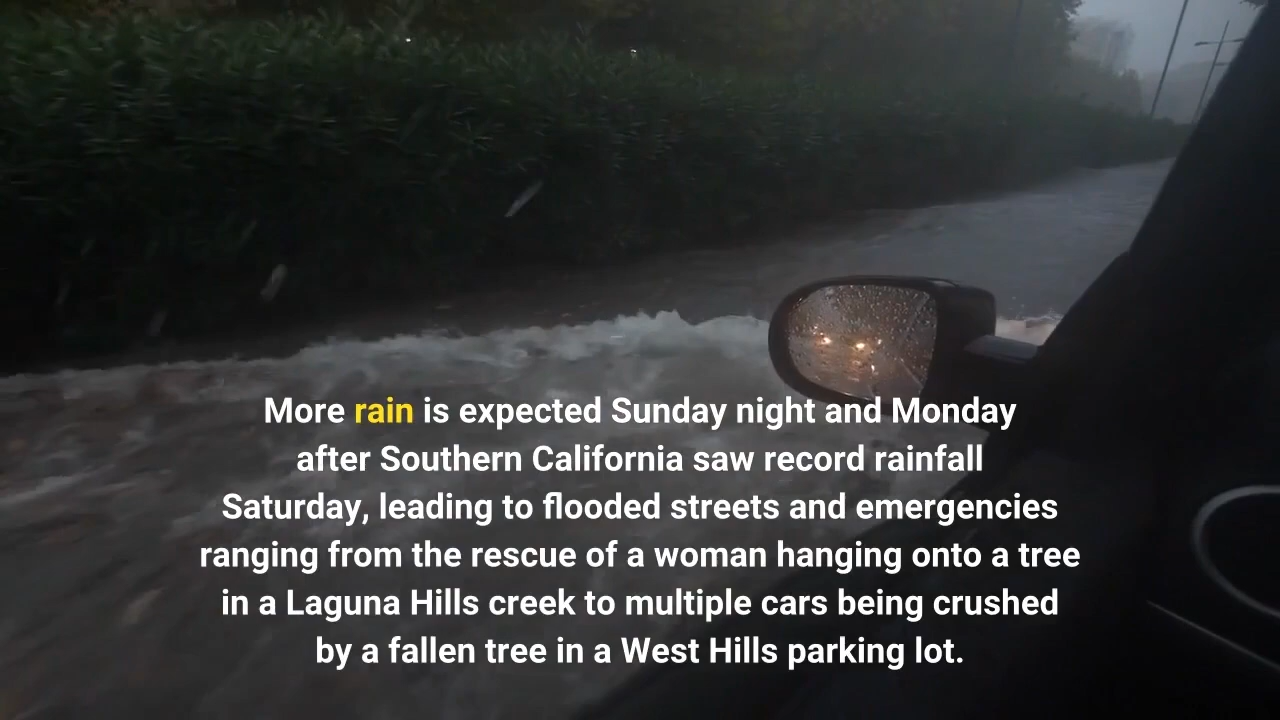 More rain is expected Sunday night and Monday
after Southern California saw record rainfall
Saturday, leading to flooded streets and emergencies
ranging from the rescue of a woman hanging onto a tree
in a Laguna Hills creek to multiple cars being crushed
by a fallen tree in a West Hills parking lot.